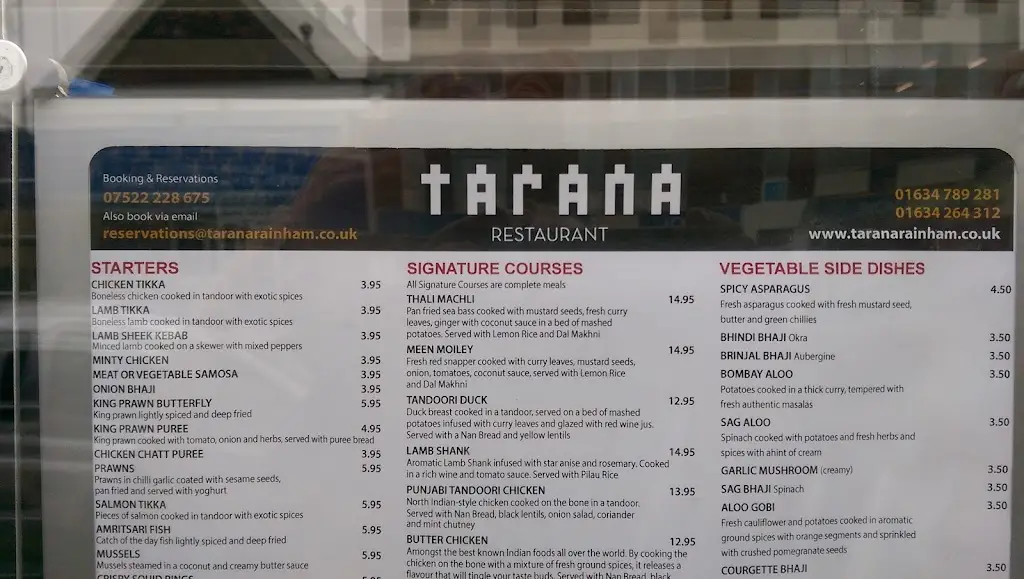 Booking & Reservations
07522 228 675
Also book via email
reservations@taranarainham.co.uk
tarana
RESTAURANT
01634 789 281
01634 264 312
www.taranarainham.co.uk
STARTERS
CHICKEN TIKKA 3.95
Boneless chicken cooked in tandoor with exotic spices
LAMB TIKKA 3.95
Boneless lamb cooked in tandoor with exotic spices
LAMB SHEEK KEBAB 3.95
Minced lamb cooked on a skewer with mixed peppers
MINTY CHICKEN 3.95
MEAT OR VEGETABLE SAMOSA 3.95
ONION BHAJI 3.95
KING PRAWN BUTTERFLY 5.95
King prawn lightly spiced and deep fried
KING PRAWN PUREE 4.95
King prawn cooked with tomato, onion and herbs, served with puree bread
CHICKEN CHATT PUREE 3.95
PRAWNS 5.95
Prawns in chilli garlic coated with sesame seeds,
pan fried and served with yoghurt
SALMON TIKKA 5.95
Pieces of salmon cooked in tandoor with exotic spices
AMRITSARI FISH 5.95
Catch of the day fish lightly spiced and deep fried
MUSSELS 5.95
Mussels steamed in a coconut and creamy butter sauce
CRISPY SQUID RINGS 5.95
SIGNATURE COURSES
All Signature Courses are complete meals
THALI MACHLI 14.95
Pan fried sea bass cooked with mustard seeds, fresh curry
leaves, ginger with coconut sauce in a bed of mashed
potatoes. Served with Lemon Rice and Dal Makhni
MEEN MOILEY 14.95
Fresh red snapper cooked with curry leaves, mustard seeds,
onion, tomatoes, coconut sauce, served with Lemon Rice
and Dal Makhni
TANDOORI DUCK 12.95
Duck breast cooked in a tandoor, served on a bed of mashed
potatoes infused with curry leaves and glazed with red wine jus.
Served with a Nan Bread and yellow lentils
LAMB SHANK 14.95
Aromatic Lamb Shank infused with star anise and rosemary. Cooked
in a rich wine and tomato sauce. Served with Pilau Rice
PUNJABI TANDOORI CHICKEN 13.95
North Indian-style chicken cooked on the bone in a tandoor.
Served with Nan Bread, black lentils, onion salad, coriander
and mint chutney
BUTTER CHICKEN 12.95
Amongst the best known Indian foods all over the world. By cooking the
chicken on the bone with a mixture of fresh ground spices, it releases a
flavour that will tingle your taste buds. Served with Nan Bread, black
VEGETABLE SIDE DISHES
SPICY ASPARAGUS 4.50
Fresh asparagus cooked with fresh mustard seed,
butter and green chillies
BHINDI BHAJI Okra 3.50
BRINJAL BHAJI Aubergine 3.50
BOMBAY ALOO 3.50
Potatoes cooked in a thick curry, tempered with
fresh authentic masalas
SAG ALOO 3.50
Spinach cooked with potatoes and fresh herbs and
spices with ahint of cream
GARLIC MUSHROOM (creamy) 3.50
SAG BHAJI Spinach 3.50
ALOO GOBI 3.50
Fresh cauliflower and potatoes cooked in aromatic
ground spices with orange segments and sprinkled
with crushed pomegranate seeds
COURGETTE BHAJI 3.50